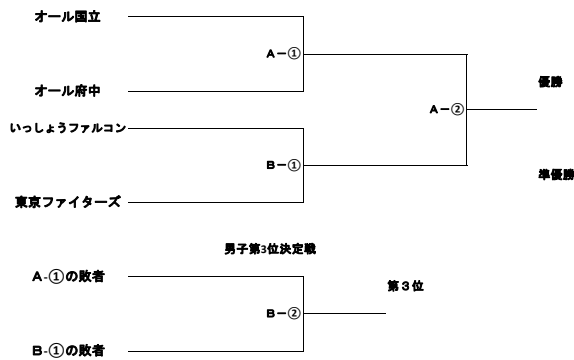 オール国立
A－①
オール府中
優勝
A－②
いっしょうファルコン
B－①
準優勝
東京ファイターズ
男子第3位決定戦
A-①の敗者
第３位
B－②
B-①の敗者